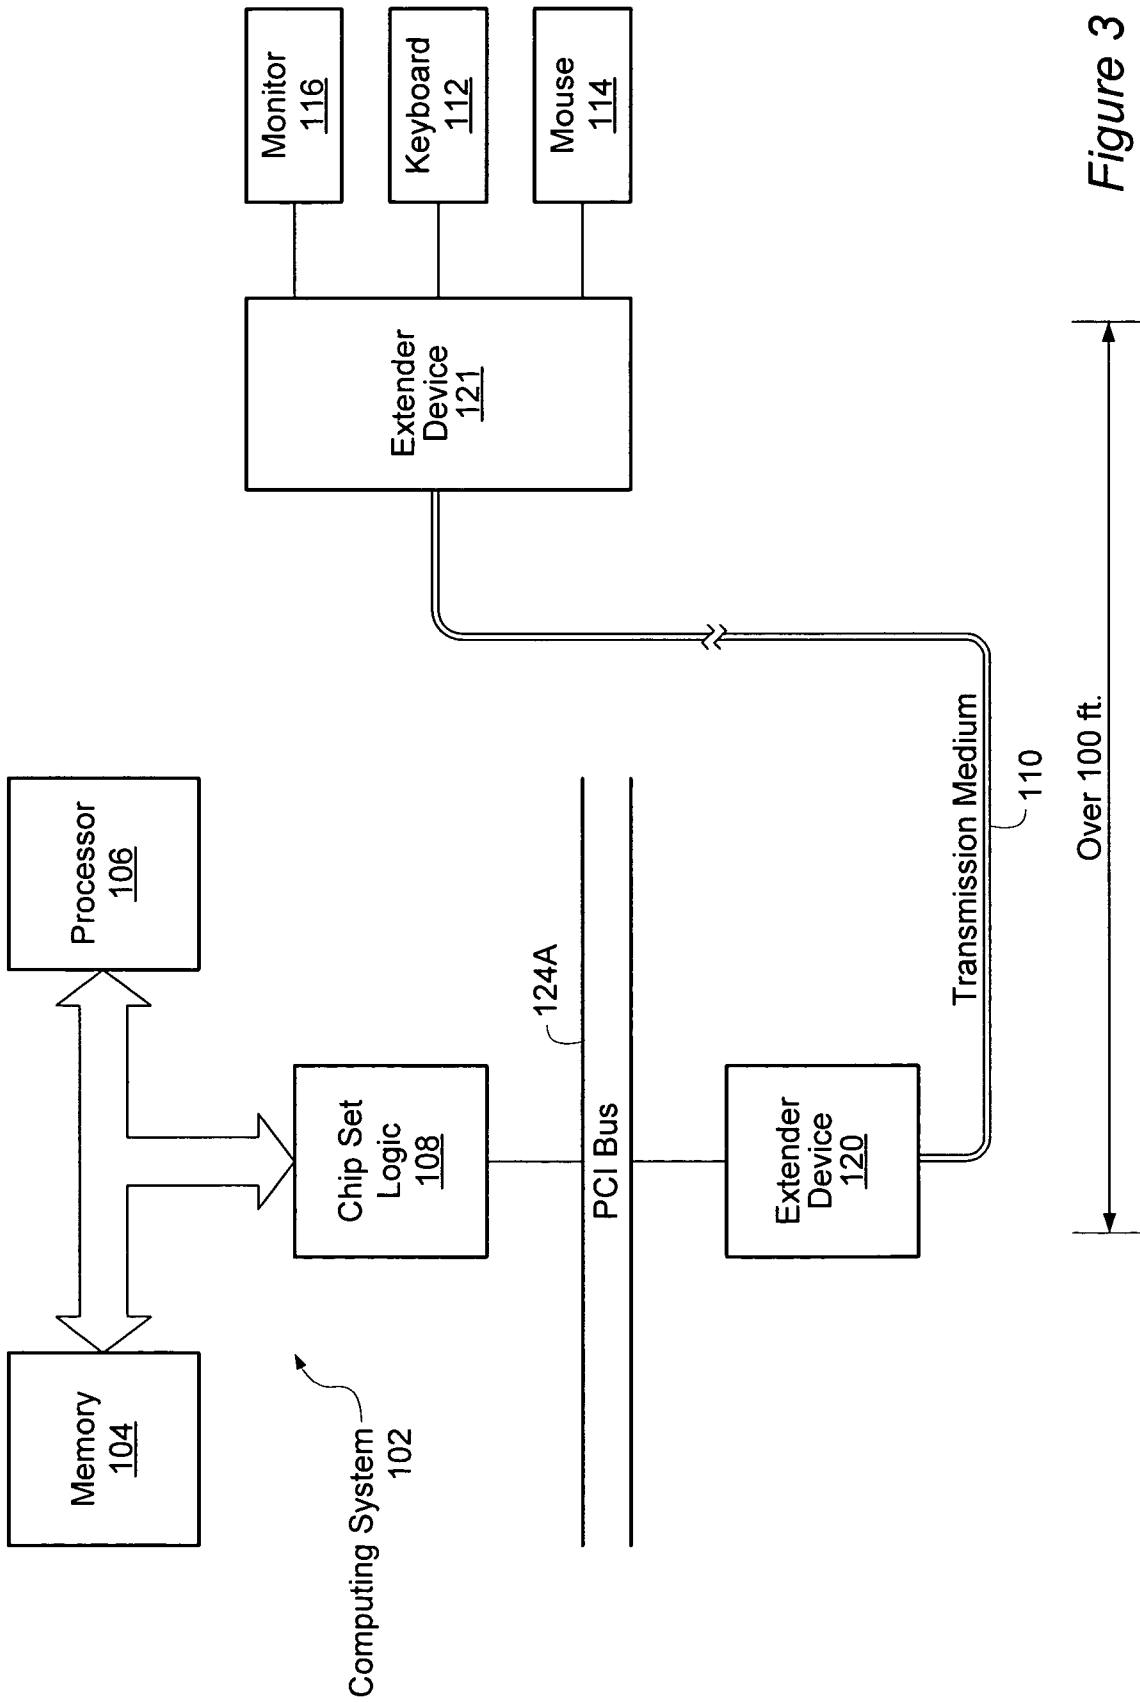 Memory
104
Processor
106
Computing System
102
Chip Set
Logic
108
Monitor
116
Keyboard
112
Mouse
114
Extender
Device
121
124A
PCI Bus
Extender
Device
120
Transmission Medium
110
Over 100 ft.
Figure 3